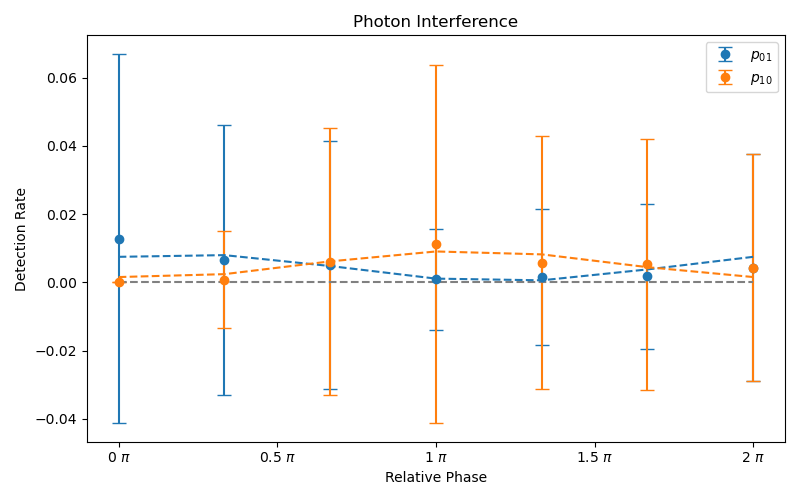 Photon Interference
p01
p10
0.06
0.04
0.02
0.00
−0.02
−0.04
Detection Rate
0 π
0.5 π
1 π
1.5 π
2 π
Relative Phase